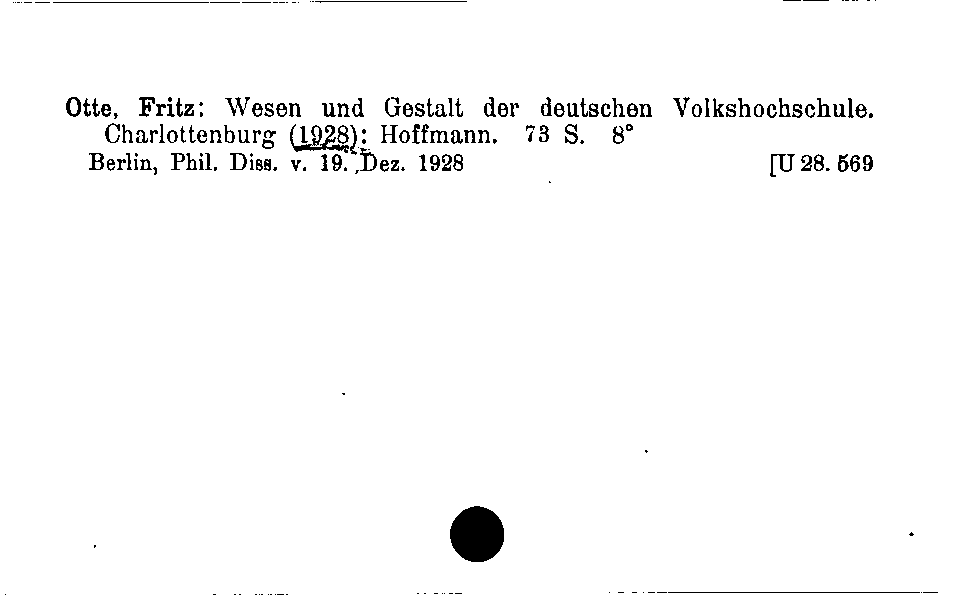 Otte, Fritz: Wesen und Gestalt der deutschen Volkshochschule.
Charlottenburg (1928): Hoffmann. 73 S. 8°
Berlin, Phil. Diss. v. 19. Dez. 1928 [U 28. 569